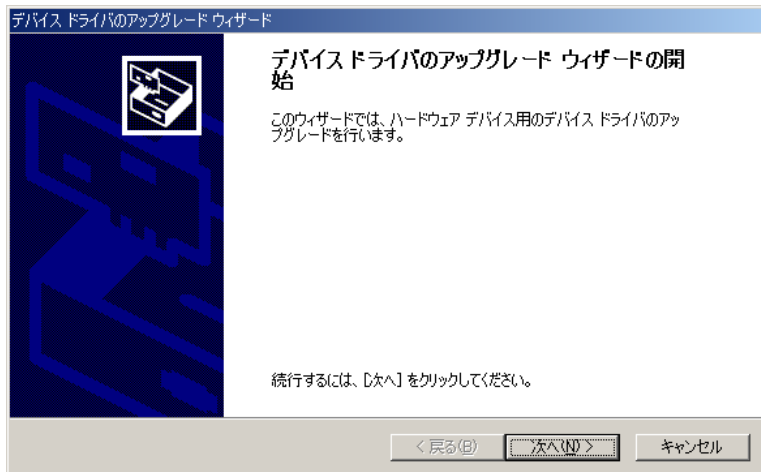 デバイス ドライバのアップグレード ウィザード
デバイス ドライバのアップグレード ウィザードの開
始
このウィザードでは、ハードウェア デバイス用のデバイス ドライバのアッ
プグレードを行います。
続行するには、[次へ] をクリックしてください。
< 戻る(B) 次へ(N) > キャンセル